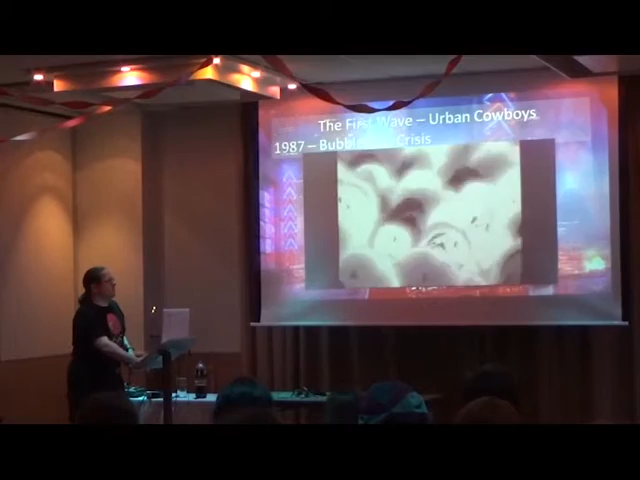 The First Wave – Urban Cowboys
1987 – Crisis